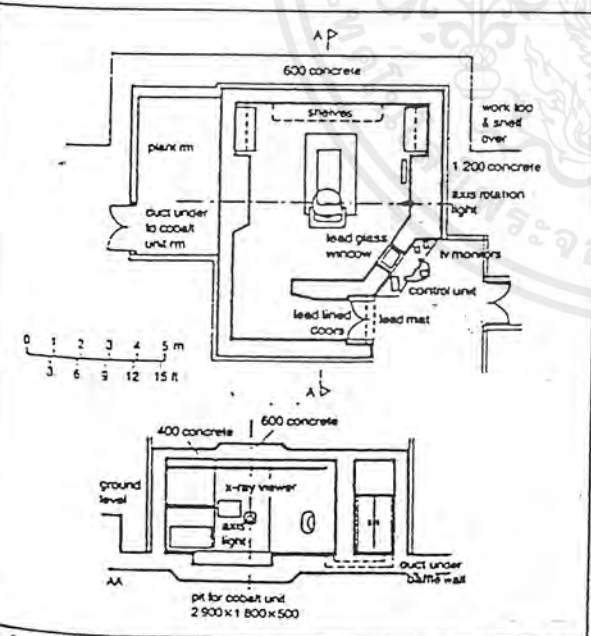 A
600 concrete
shelves
work top
& shelf
over
plant rm
1 200 concrete
axis rotation
light
duct under
to cobalt
unit rm
lead glass
window
tv monitors
control unit
lead lined
doors
lead mat
0 1 2 3 4 5 m
3 6 9 12 15 ft
A
400 concrete
600 concrete
ground
level
x-ray viewer
axis
light
duct under
baffle wall
AA
pit for cobalt unit
2 900 x 1 800 x 500